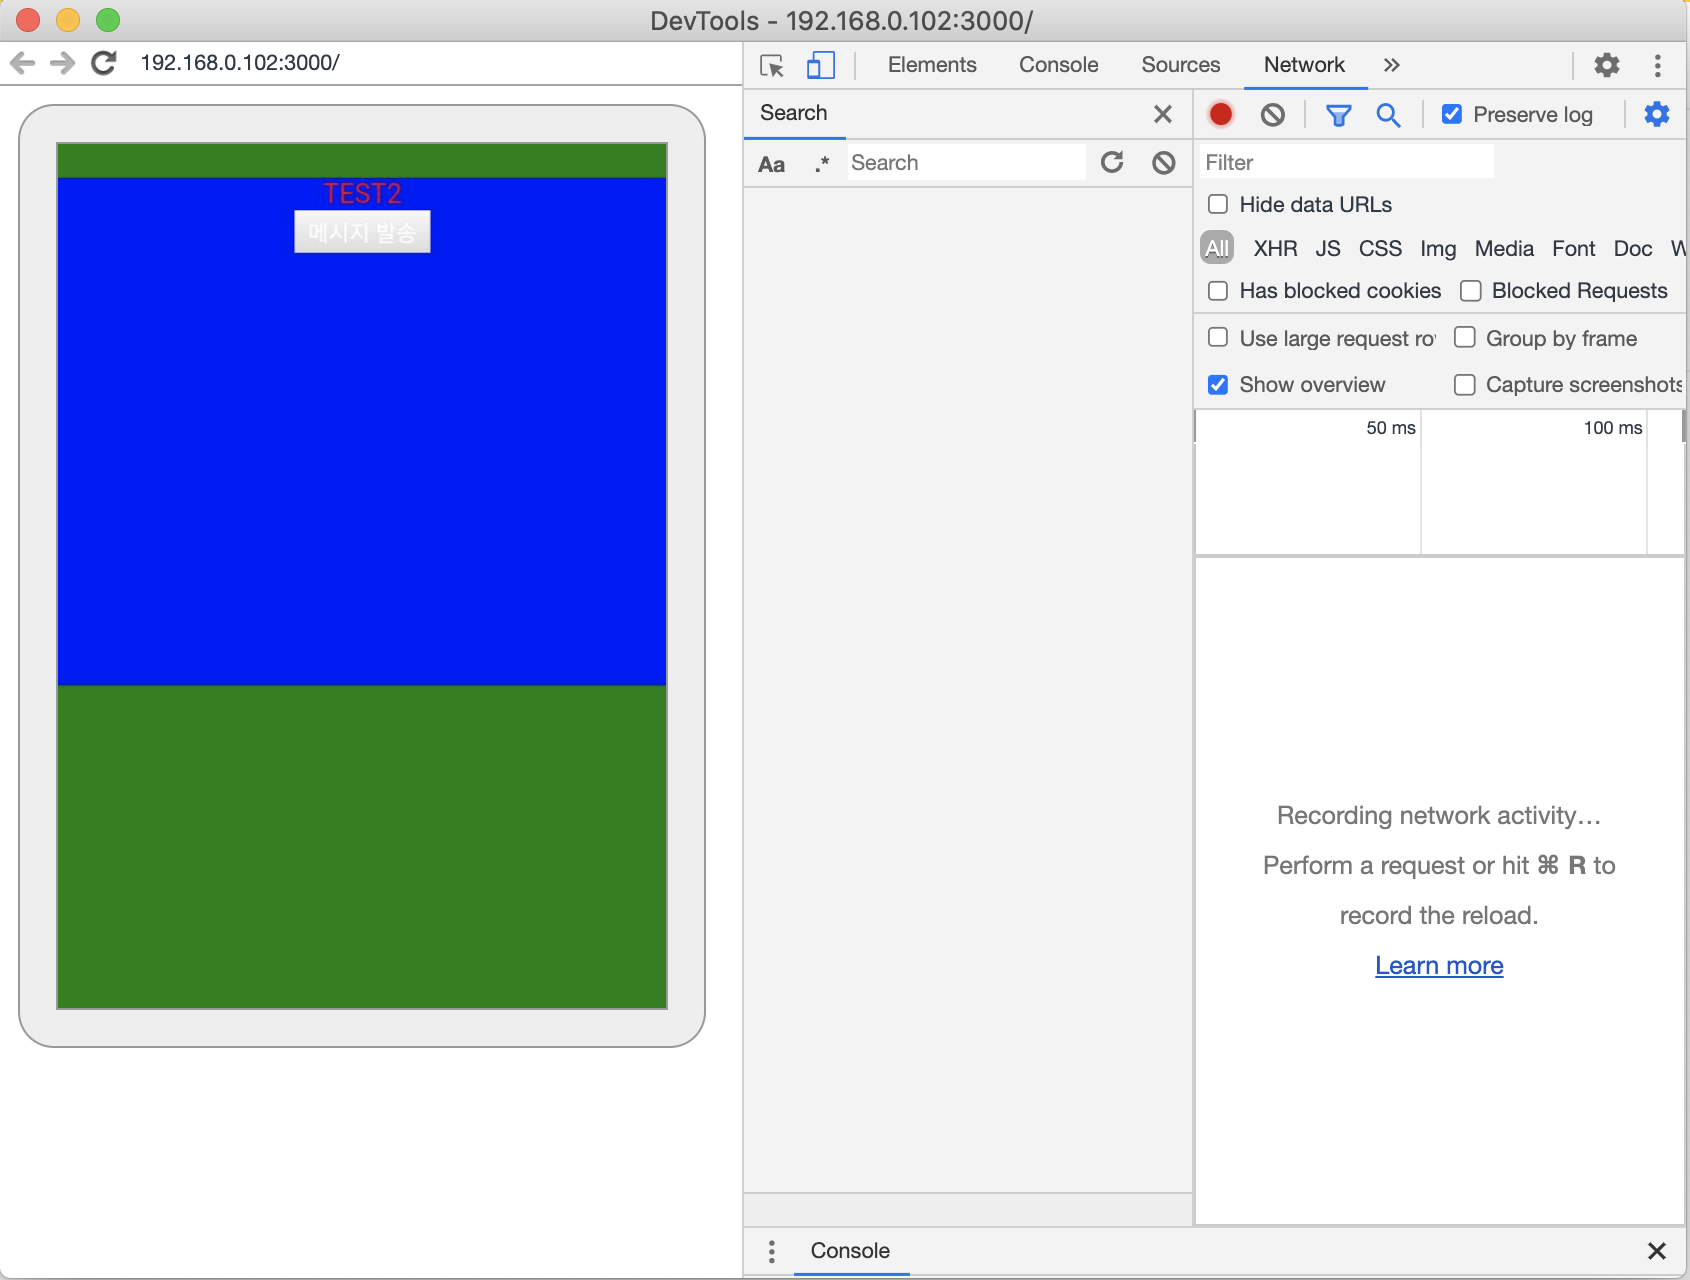 DevTools - 192.168.0.102:3000/
192.168.0.102:3000/
TEST2
메시지 발송
Elements Console Sources Network »
Search
Aa .* Search
Preserve log
Filter
Hide data URLs
All XHR JS CSS Img Media Font Doc W
Has blocked cookies Blocked Requests
Use large request ro Group by frame
Show overview Capture screenshots
50 ms 100 ms
Recording network activity…
Perform a request or hit ⌘ R to
record the reload.
Learn more
Console